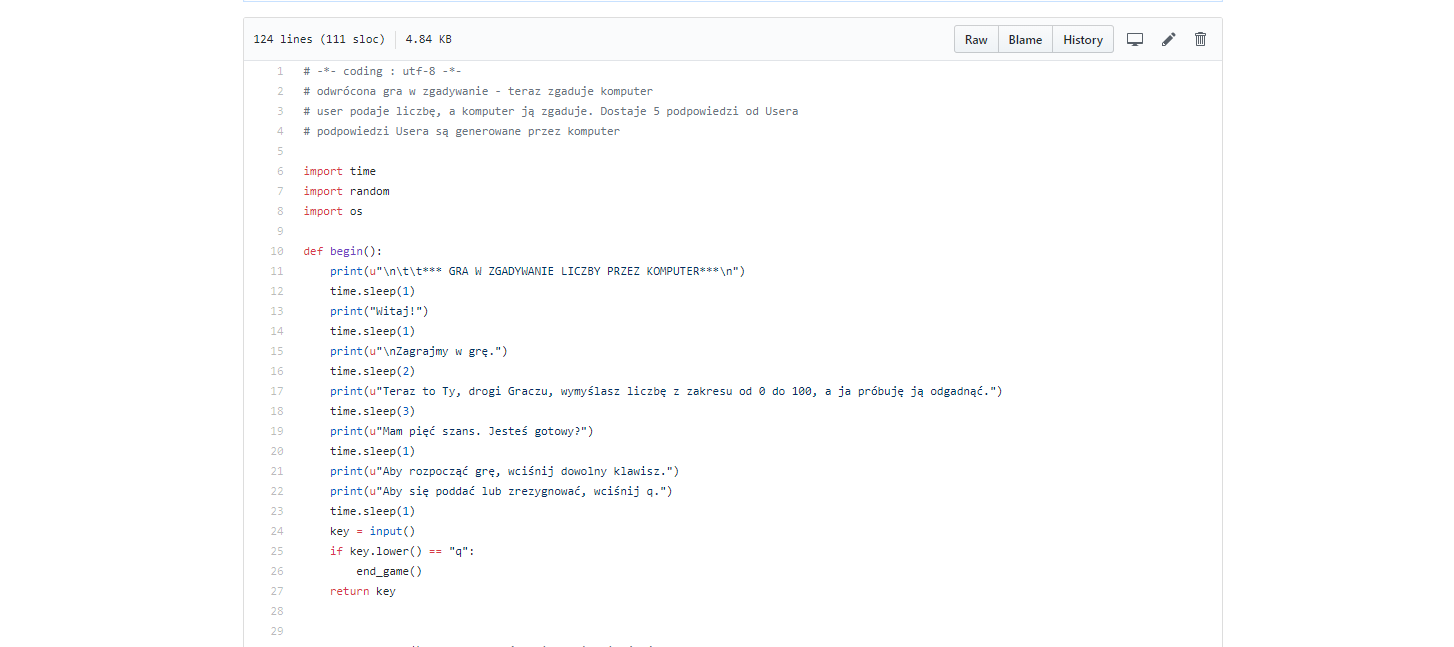 124 lines (111 sloc) 4.84 KB Raw Blame History
1 # -*- coding : utf-8 -*-
2 # odwrócona gra w zgadywanie - teraz zgaduje komputer
3 # user podaje liczbę, a komputer ją zgaduje. Dostaje 5 podpowiedzi od Usera
4 # podpowiedzi Usera są generowane przez komputer
5
6 import time
7 import random
8 import os
9
10 def begin():
11     print(u"\n\t\t*** GRA W ZGADYWANIE LICZBY PRZEZ KOMPUTER***\n")
12     time.sleep(1)
13     print("Witaj!")
14     time.sleep(1)
15     print(u"\nZagrajmy w grę.")
16     time.sleep(2)
17     print(u"Teraz to Ty, drogi Graczu, wymyślasz liczbę z zakresu od 0 do 100, a ja próbuję ją odgadnąć.")
18     time.sleep(3)
19     print(u"Mam pięć szans. Jesteś gotowy?")
20     time.sleep(1)
21     print(u"Aby rozpocząć grę, wciśnij dowolny klawisz.")
22     print(u"Aby się poddać lub zrezygnować, wciśnij q.")
23     time.sleep(1)
24     key = input()
25     if key.lower() == "q":
26         end_game()
27     return key
28
29